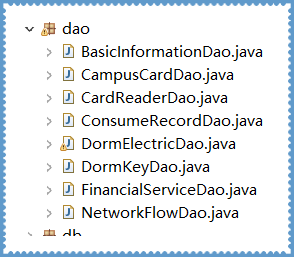 dao
BasicInformationDao.java
CampusCardDao.java
CardReaderDao.java
ConsumeRecordDao.java
DormElectricDao.java
DormKeyDao.java
FinancialServiceDao.java
NetworkFlowDao.java